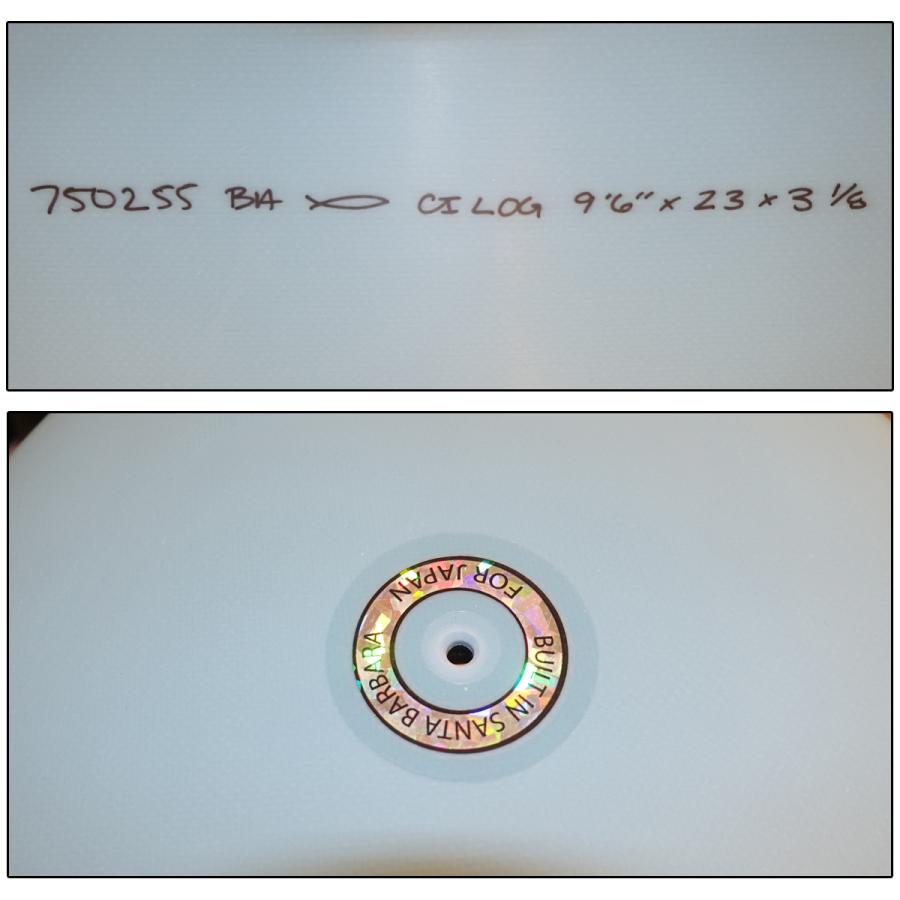 750255 BIA CI LOG 9'6" x 23 x 3 1/8
FOR JAPAN
BUILT IN SANTA BARBARA